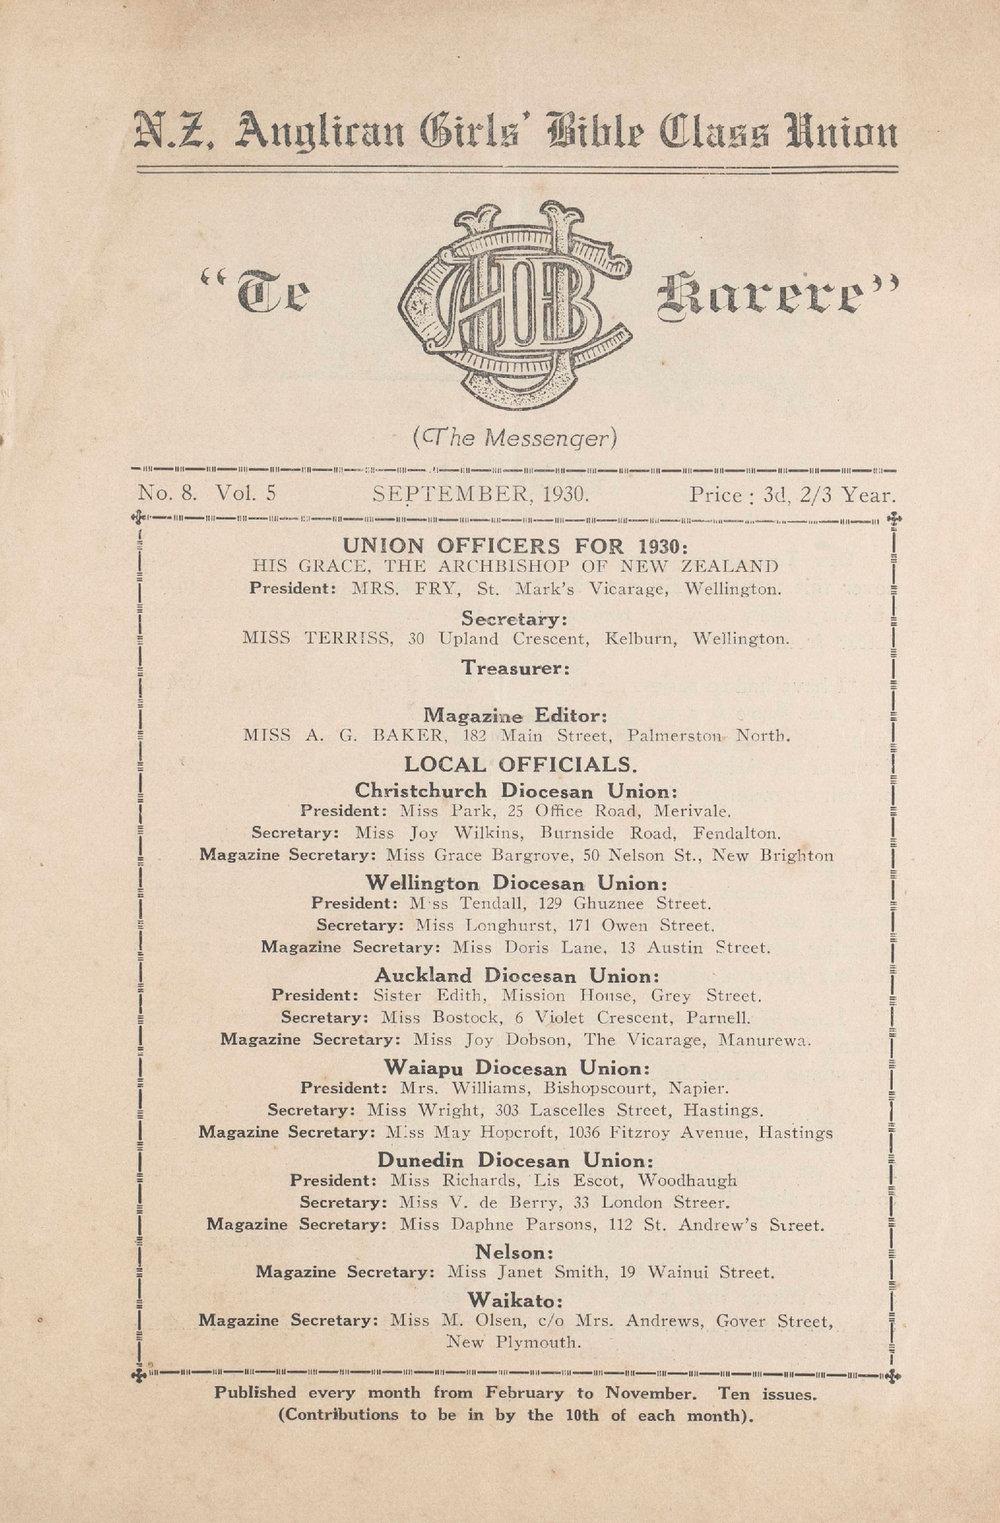 N.Z. Anglican Girls' Bible Class Union
"Te Karere"
(The Messenger)
No. 8. Vol. 5 SEPTEMBER, 1930. Price : 3d, 2/3 Year.
UNION OFFICERS FOR 1930:
HIS GRACE, THE ARCHBISHOP OF NEW ZEALAND
President: MRS. FRY, St. Mark's Vicarage, Wellington.
Secretary:
MISS TERRISS, 30 Upland Crescent, Kelburn, Wellington.
Treasurer:
Magazine Editor:
MISS A. G. BAKER, 182 Main Street, Palmerston North.
LOCAL OFFICIALS.
Christchurch Diocesan Union:
President: Miss Park, 25 Office Road, Merivale.
Secretary: Miss Joy Wilkins, Burnside Road, Fendalton.
Magazine Secretary: Miss Grace Bargrove, 50 Nelson St., New Brighton
Wellington Diocesan Union:
President: M'ss Tendall, 129 Ghuznee Street.
Secretary: Miss Longhurst, 171 Owen Street.
Magazine Secretary: Miss Doris Lane, 13 Austin Street.
Auckland Diocesan Union:
President: Sister Edith, Mission House, Grey Street.
Secretary: Miss Bostock, 6 Violet Crescent, Parnell.
Magazine Secretary: Miss Joy Dobson, The Vicarage, Manurewa.
Waiapu Diocesan Union:
President: Mrs. Williams, Bishopscourt, Napier.
Secretary: Miss Wright, 303 Lascelles Street, Hastings.
Magazine Secretary: Miss May Hopcroft, 1036 Fitzroy Avenue, Hastings
Dunedin Diocesan Union:
President: Miss Richards, Lis Escot, Woodhaugh
Secretary: Miss V. de Berry, 33 London Streer.
Magazine Secretary: Miss Daphne Parsons, 112 St. Andrew's Street.
Nelson:
Magazine Secretary: Miss Janet Smith, 19 Wainui Street.
Waikato:
Magazine Secretary: Miss M. Olsen, c/o Mrs. Andrews, Gover Street,
New Plymouth.
Published every month from February to November. Ten issues.
(Contributions to be in by the 10th of each month).